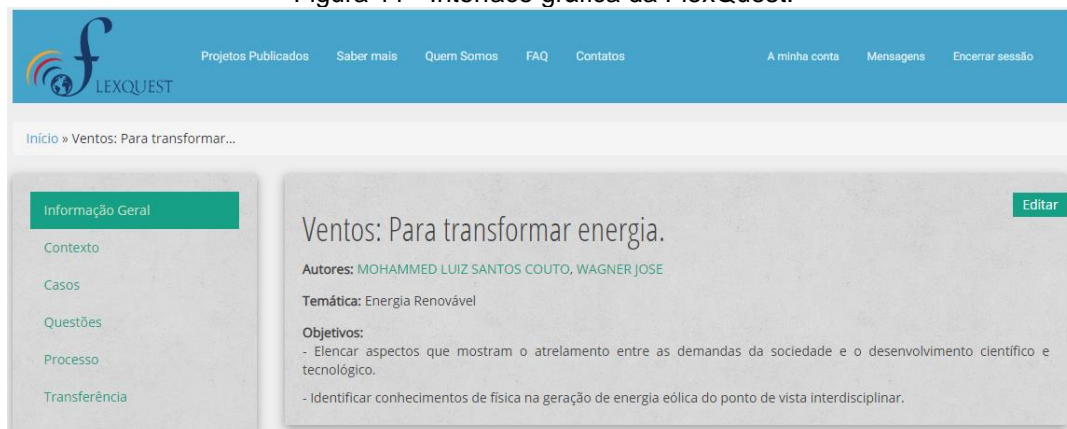 Figura 11 - Interface gráfica da FlexQuest.
Projetos Publicados Saber mais Quem Somos FAQ Contatos A minha conta Mensagens Encerrar sessão
fLEXQUEST
Início » Ventos: Para transformar...
Informação Geral
Contexto
Casos
Questões
Processo
Transferência
Editar
Ventos: Para transformar energia.
Autores: MOHAMMED LUIZ SANTOS COUTO, WAGNER JOSE
Temática: Energia Renovável
Objetivos:
- Elencar aspectos que mostram o atrelamento entre as demandas da sociedade e o desenvolvimento científico e
tecnológico.
- Identificar conhecimentos de física na geração de energia eólica do ponto de vista interdisciplinar.